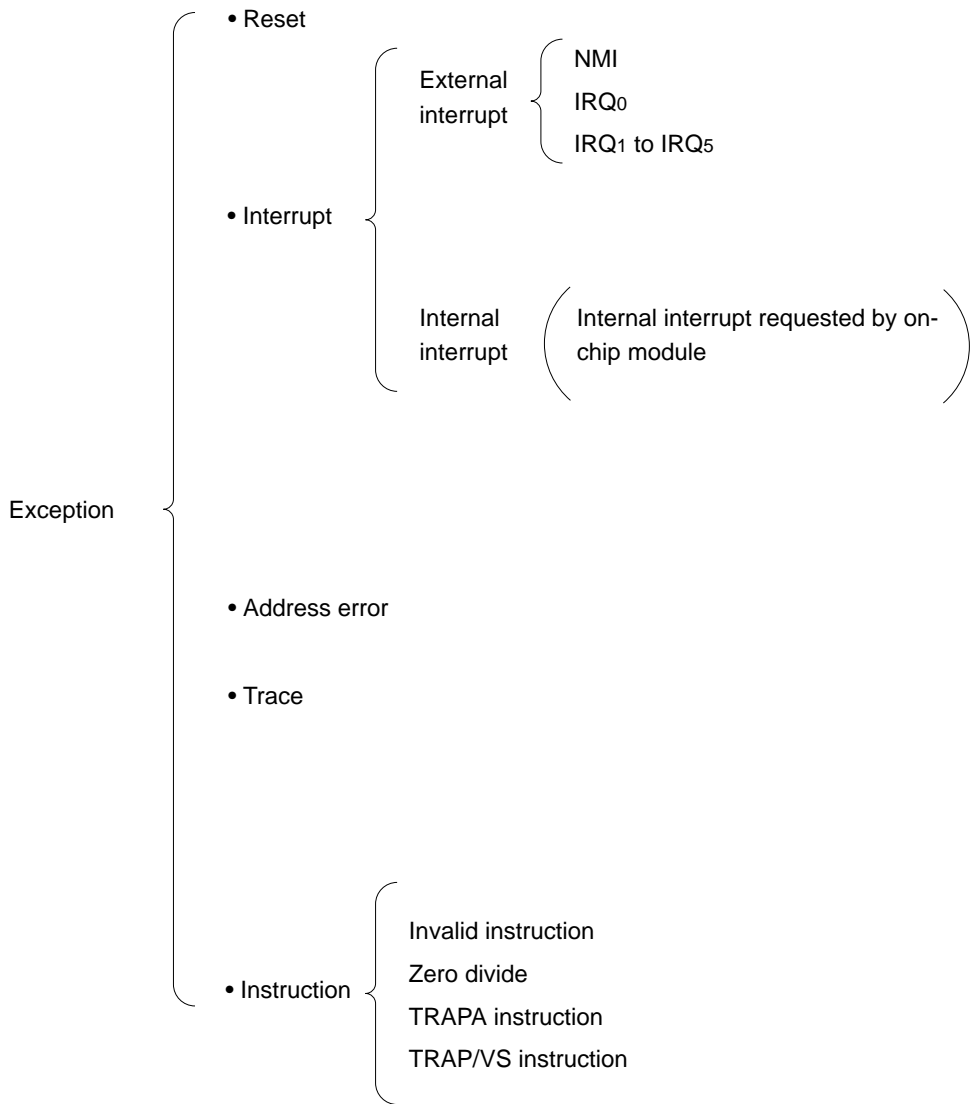 • Reset
External
interrupt
NMI
IRQ0
IRQ1 to IRQ5
• Interrupt
Internal
interrupt
Internal interrupt requested by on-
chip module
Exception
• Address error
• Trace
• Instruction
Invalid instruction
Zero divide
TRAPA instruction
TRAP/VS instruction